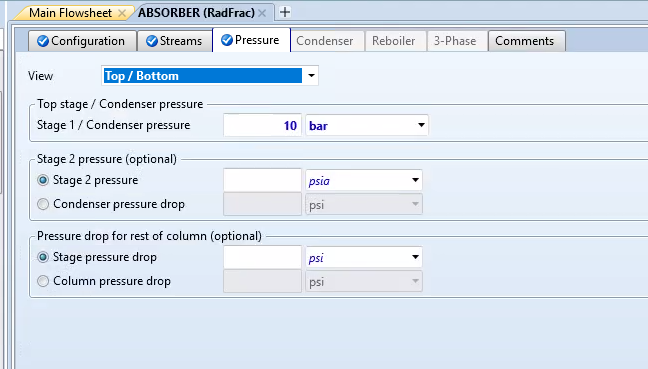 Main Flowsheet × ABSORBER (RadFrac) × +
Configuration Streams Pressure Condenser Reboiler 3-Phase Comments
View Top / Bottom
Top stage / Condenser pressure
Stage 1 / Condenser pressure 10 bar
Stage 2 pressure (optional)
Stage 2 pressure psia
Condenser pressure drop psi
Pressure drop for rest of column (optional)
Stage pressure drop psi
Column pressure drop psi